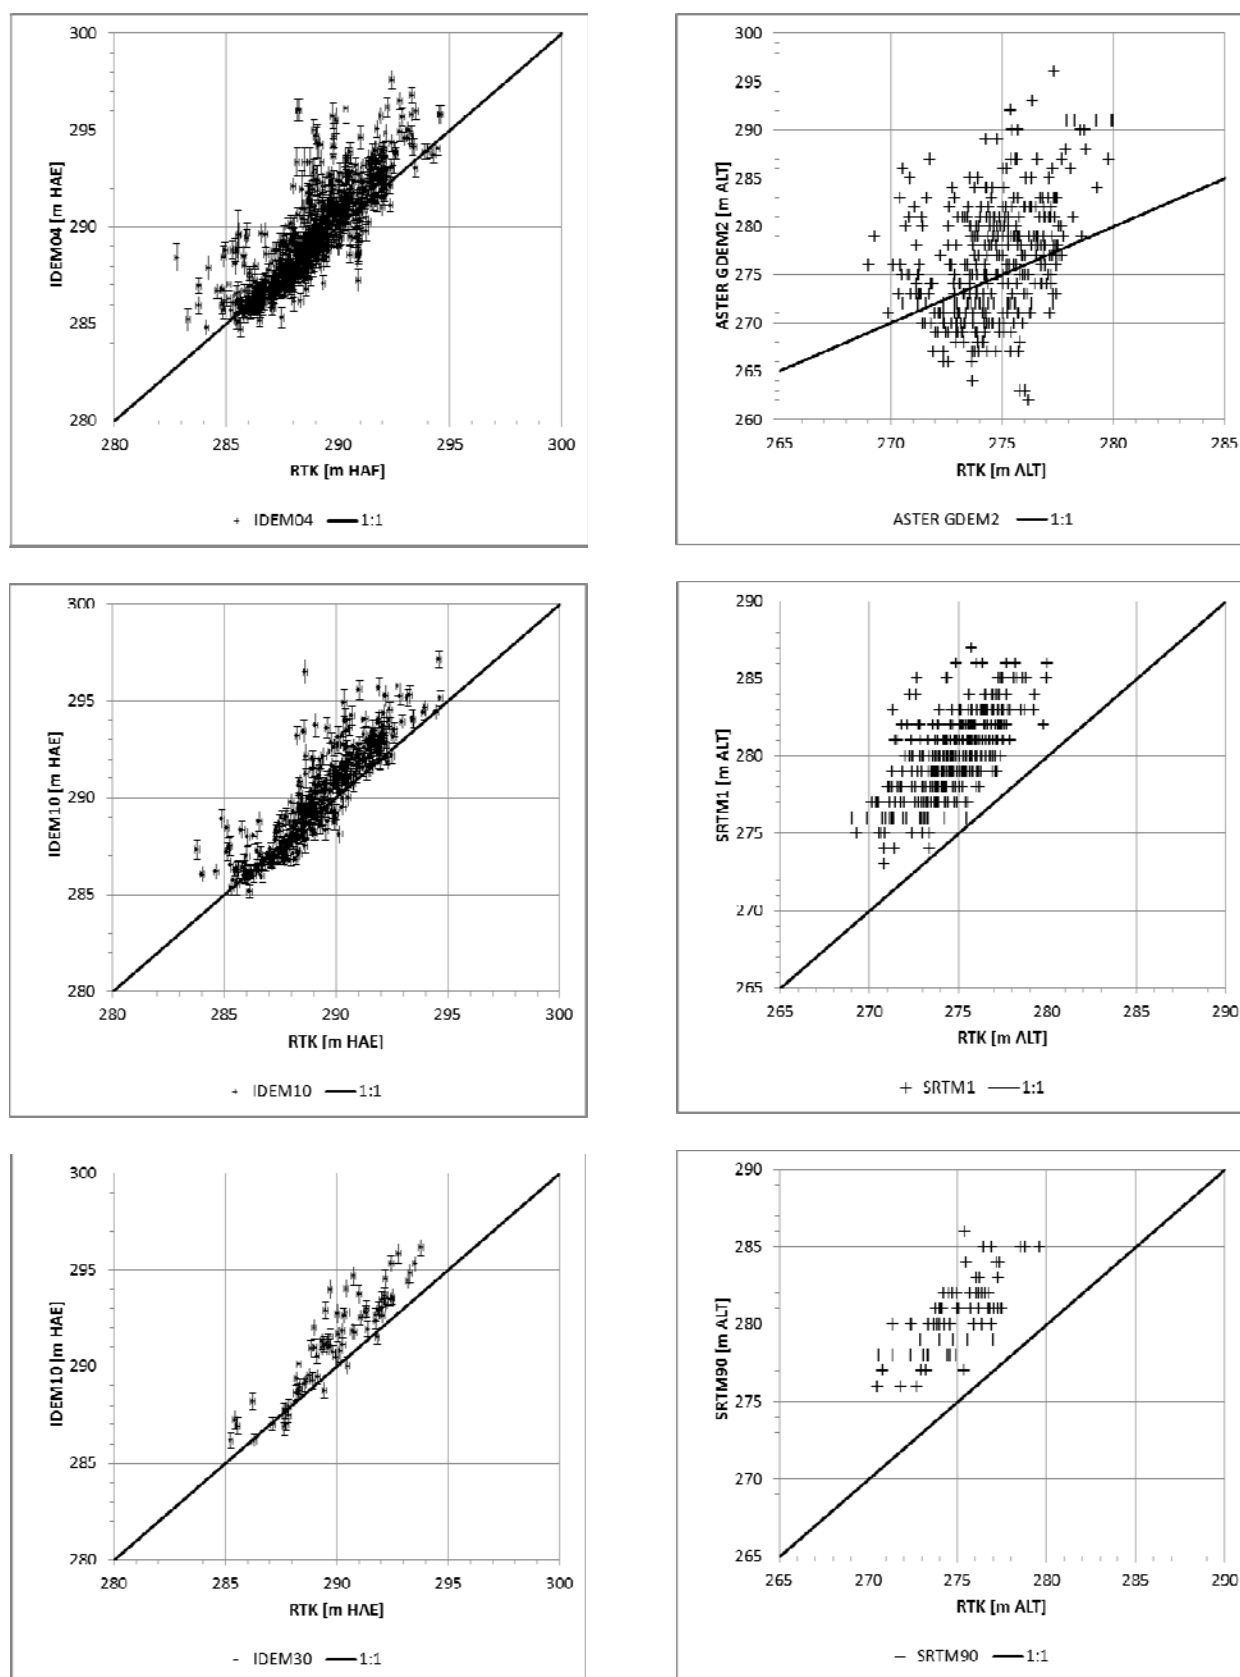 300
295
290
285
280
IDEM04 [m HAE]
280 285 290 295 300
RTK [m HAE]
IDEM04 1:1
300
295
290
285
280
275
270
265
260
ASTER GDEM2 [m ALT]
265 270 275 280 285
RTK [m ALT]
ASTER GDEM2 1:1
300
295
290
285
280
IDEM10 [m HAE]
280 285 290 295 300
RTK [m HAE]
IDEM10 1:1
290
285
280
275
270
265
SRTM1 [m ALT]
265 270 275 280 285 290
RTK [m ALT]
SRTM1 1:1
300
295
290
285
280
IDEM10 [m HAE]
280 285 290 295 300
RTK [m HAE]
IDEM30 1:1
290
285
280
275
270
265
SRTM90 [m ALT]
265 270 275 280 285 290
RTK [m ALT]
SRTM90 1:1